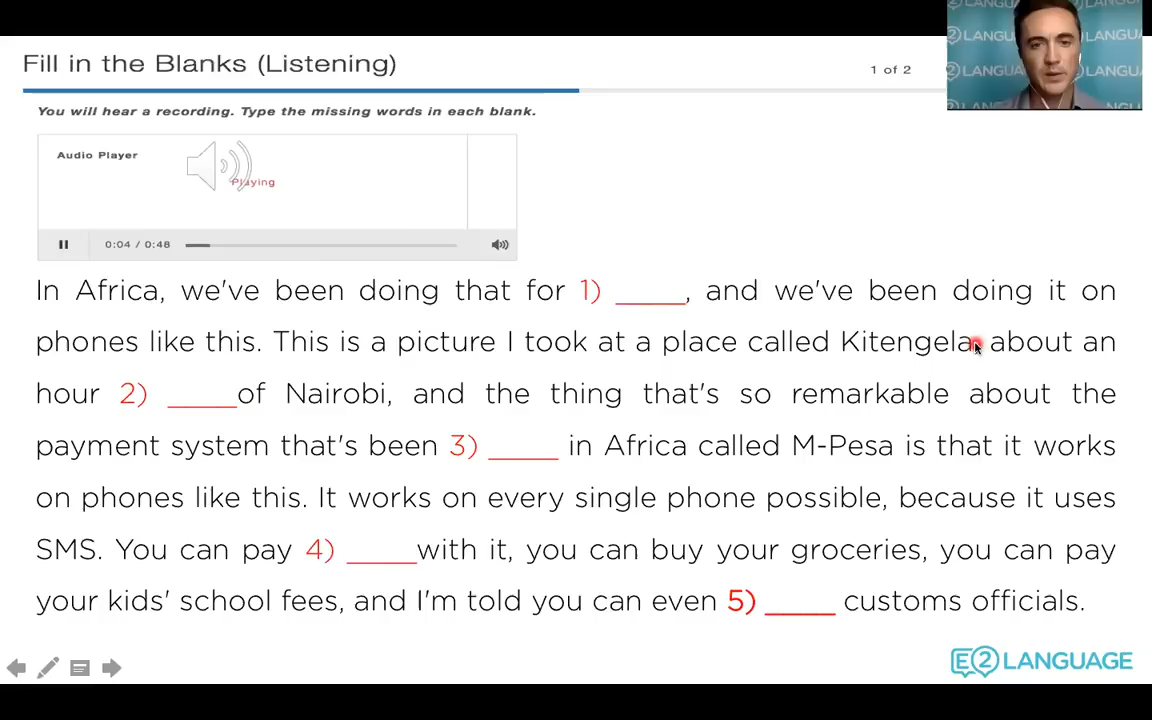 Fill in the Blanks (Listening)
1 of 2
You will hear a recording. Type the missing words in each blank.
Audio Player
Playing
0:04 / 0:48
In Africa, we've been doing that for 1) _____, and we've been doing it on
phones like this. This is a picture I took at a place called Kitengela, about an
hour 2) _____of Nairobi, and the thing that's so remarkable about the
payment system that's been 3) _____ in Africa called M-Pesa is that it works
on phones like this. It works on every single phone possible, because it uses
SMS. You can pay 4) _____with it, you can buy your groceries, you can pay
your kids' school fees, and I'm told you can even 5) _____ customs officials.
E2 LANGUAGE